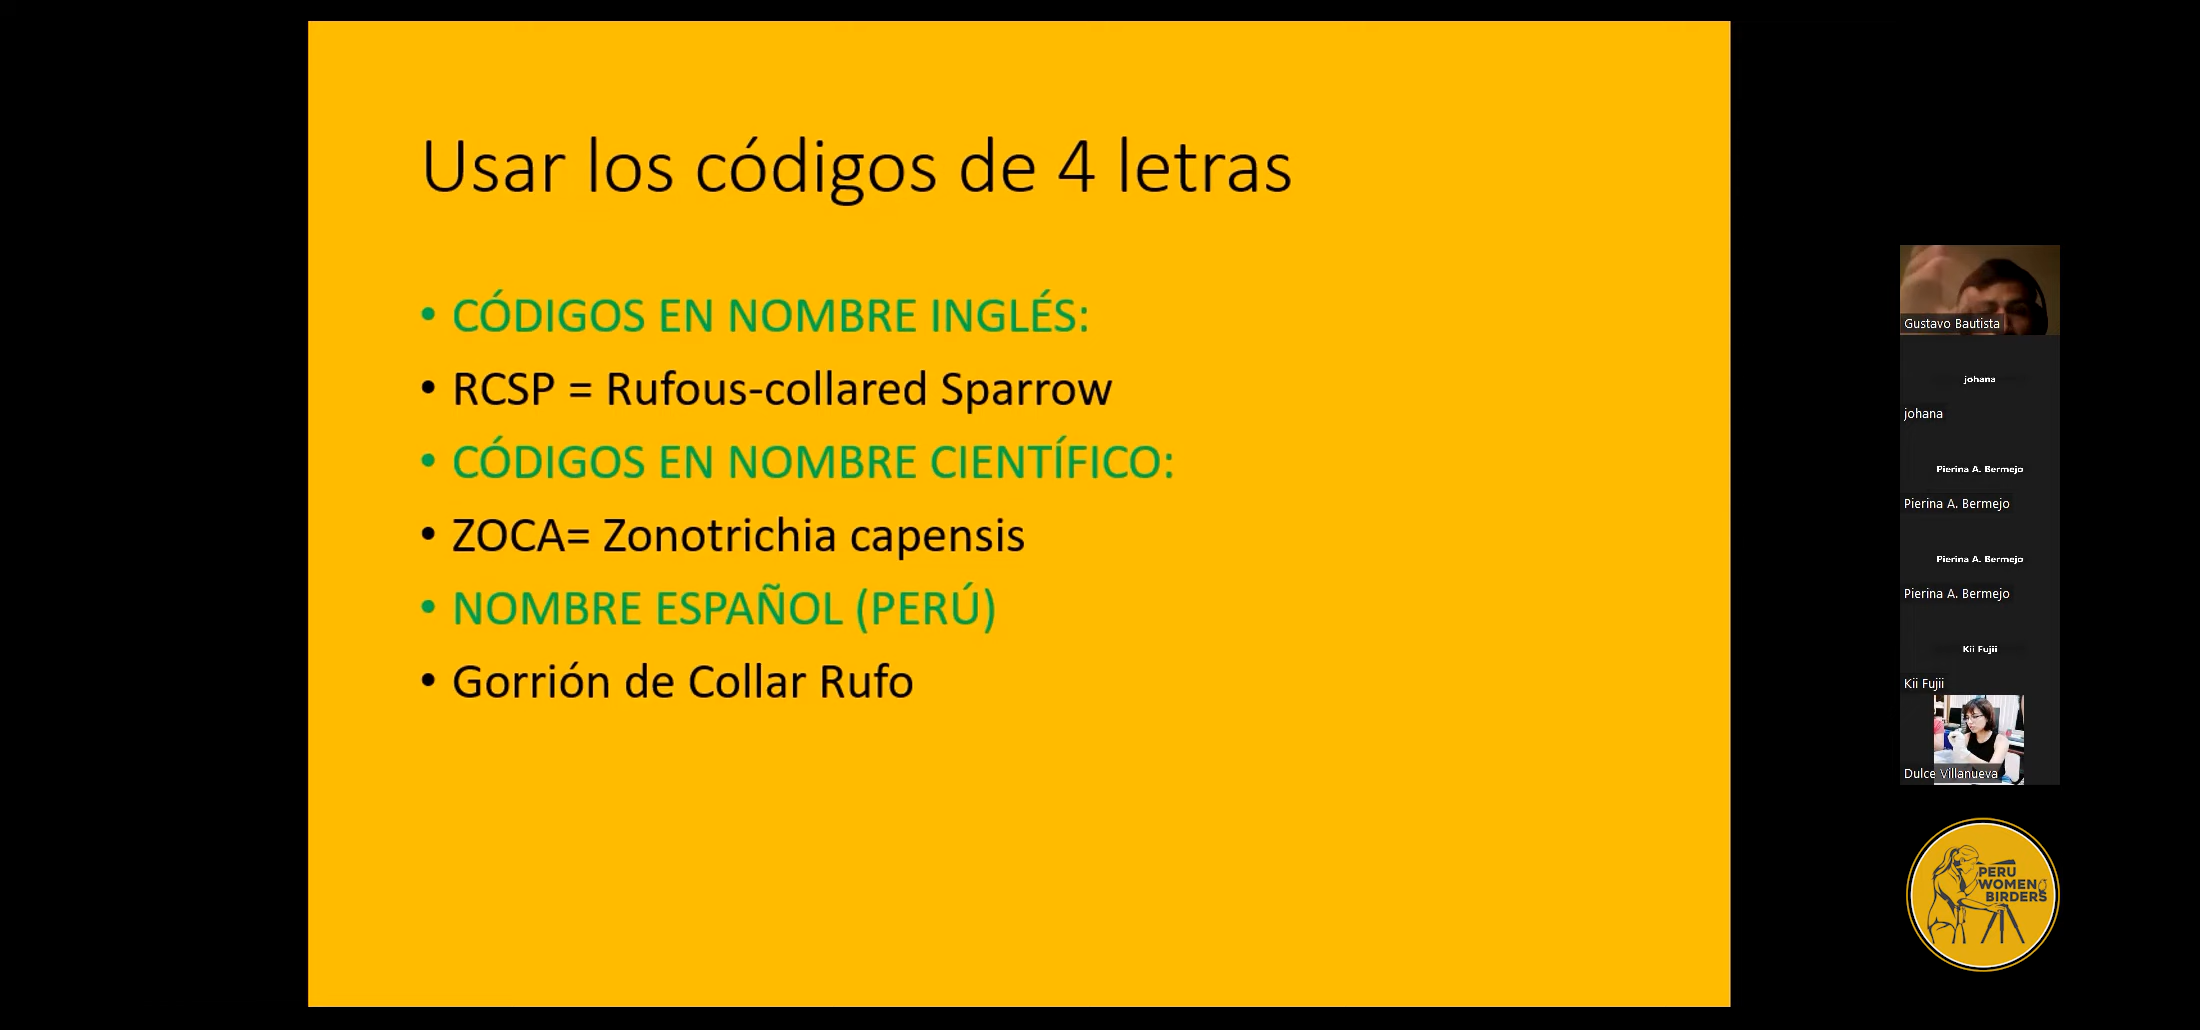 Usar los códigos de 4 letras
• CÓDIGOS EN NOMBRE INGLÉS:
• RCSP = Rufous-collared Sparrow
• CÓDIGOS EN NOMBRE CIENTÍFICO:
• ZOCA= Zonotrichia capensis
• NOMBRE ESPAÑOL (PERÚ)
• Gorrión de Collar Rufo
Gustavo Bautista
johana
johana
Pierina A. Bermejo
Pierina A. Bermejo
Pierina A. Bermejo
Pierina A. Bermejo
Kii Fujii
Kii Fujii
Dulce Villanueva
PERU
WOMEN
BIRDERS